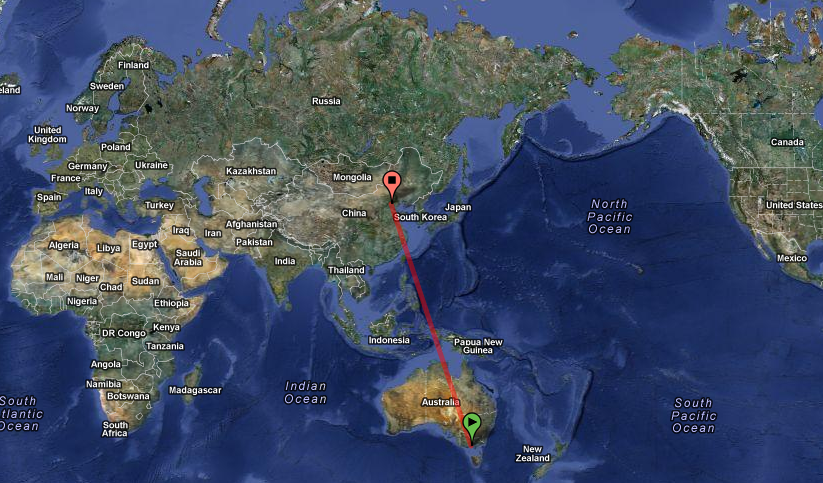 Finland
eland
Sweden
Norway
Russia
United
Kingdom
Canada
Poland
Germany
Ukraine
France
Kazakhstan
Mongolia
Italy
Spain
Turkey
China
South Korea
Japan
North
Pacific
Ocean
United States
Afghanistan
Iraq
Iran
Pakistan
Algeria
Libya
Egypt
Saudi
Arabia
India
Mexico
Thailand
Mali
Niger
Chad
Sudan
Nigeria
Ethiopia
Kenya
DR Congo
Tanzania
Indonesia
Papua New
Guinea
Angola
Namibia
Botswana
Madagascar
Indian
Ocean
South
tlantic
Ocean
Australia
South
Pacific
Ocean
South
Africa
New
Zealand